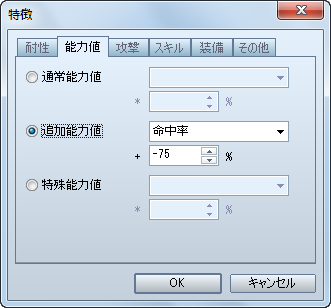 特徴
耐性 能力値 攻撃 スキル 装備 その他
通常能力値
* %
追加能力値 命中率
+ -75 %
特殊能力値
* %
OK キャンセル